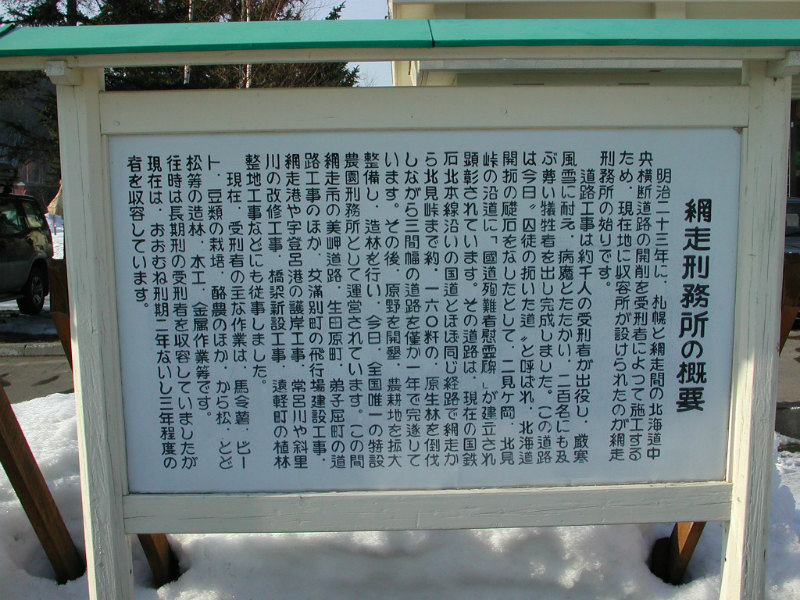 網走刑務所の概要
明治二十三年に、札幌と網走間の北海道中
央横断道路の開削を受刑者によつて施工する
ため、現在地に収容所が設けられたのが網走
刑務所の始りです。
道路工事は約千人の受刑者が出役し、厳寒
風雪に耐え、病魔とたたかい、二百名にも及
ぶ尊い犠牲者を出し完成しました。この道路
は今日〝囚徒の拓いた道〟と呼ばれ、北海道
開拓の礎石をなしたとして、二見ヶ岡、北見
峠の沿道に「國道殉難者慰霊碑」が建立され
顕彰されています。その道路は、現在の国鉄
石北本線沿いの国道とほぼ同じ経路で網走か
ら北見峠まで約、一六〇粁の、原生林を倒伐
しながら三間幅の道路を僅か一年で完遂して
います。その後、原野を開墾、農耕地を拡大
整備し、造林を行い、今日、全国唯一の特設
農園刑務所として運営されています。この間
網走市の美岬道路、生田原町、弟子屈町の道
路工事のほか、女満別町の飛行場建設工事、
網走港や宇登呂港の護岸工事、常呂川や斜里
川の改修工事、橋梁新設工事、遠軽町の植林
整地工事などにも従事しました。
現在、受刑者の主な作業は、馬令薯、ビー
ト、豆類の栽培、酪農のほか、から松、とど
松等の造林、木工、金属作業等です。
往時は長期刑の受刑者を収容していましたが
現在は、おおむね刑期二年ないし三年程度の
者を収容しています。